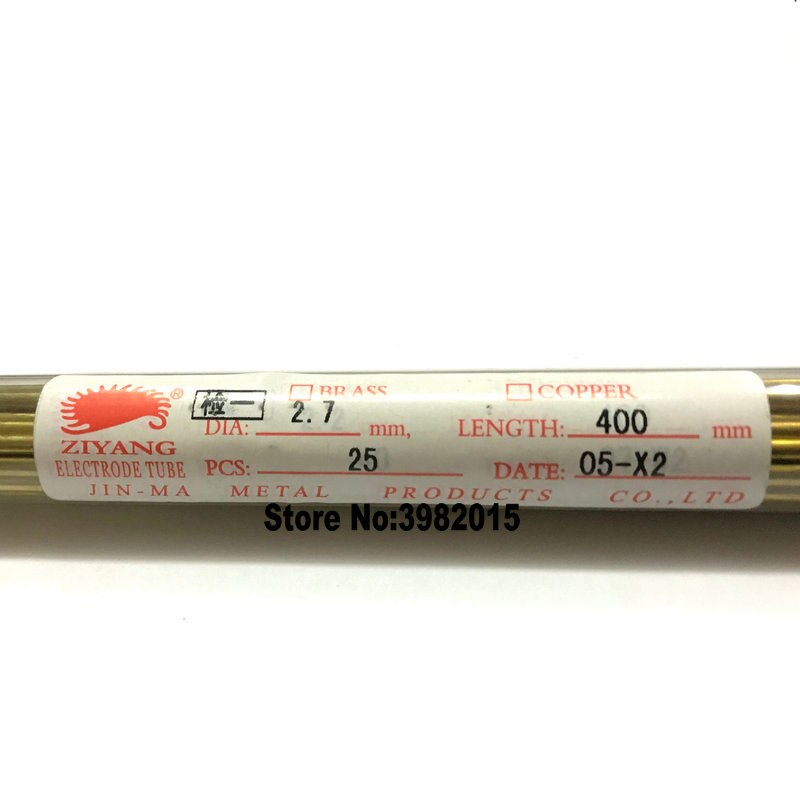 ®
ZIYANG
ELECTRODE TUBE
检一
BRASS
COPPER
DIA: 2.7 mm,
LENGTH: 400 mm
PCS: 25
DATE: 05-X2
JIN-MA METAL PRODUCTS CO.,LTD
Store No:3982015